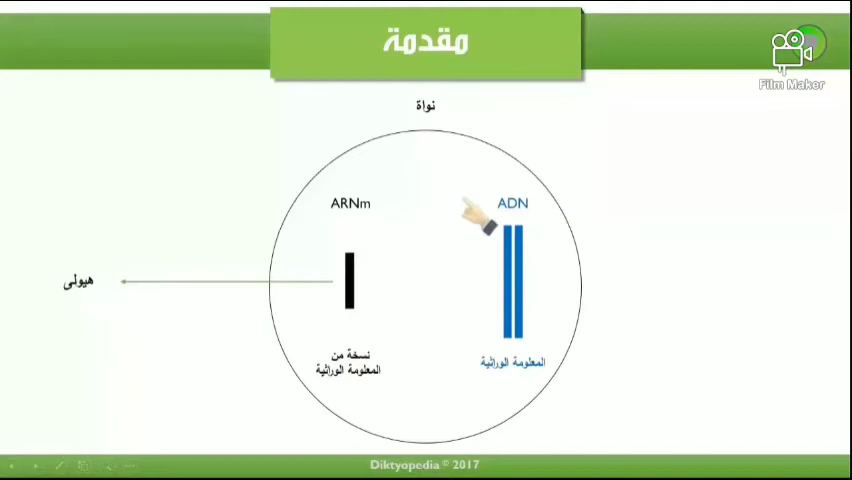 مقدمة
Film Maker
نواة
ARNm
ADN
هيولى
نسخة من
المعلومة الوراثية
المعلومة الوراثية
Diktyopedia © 2017